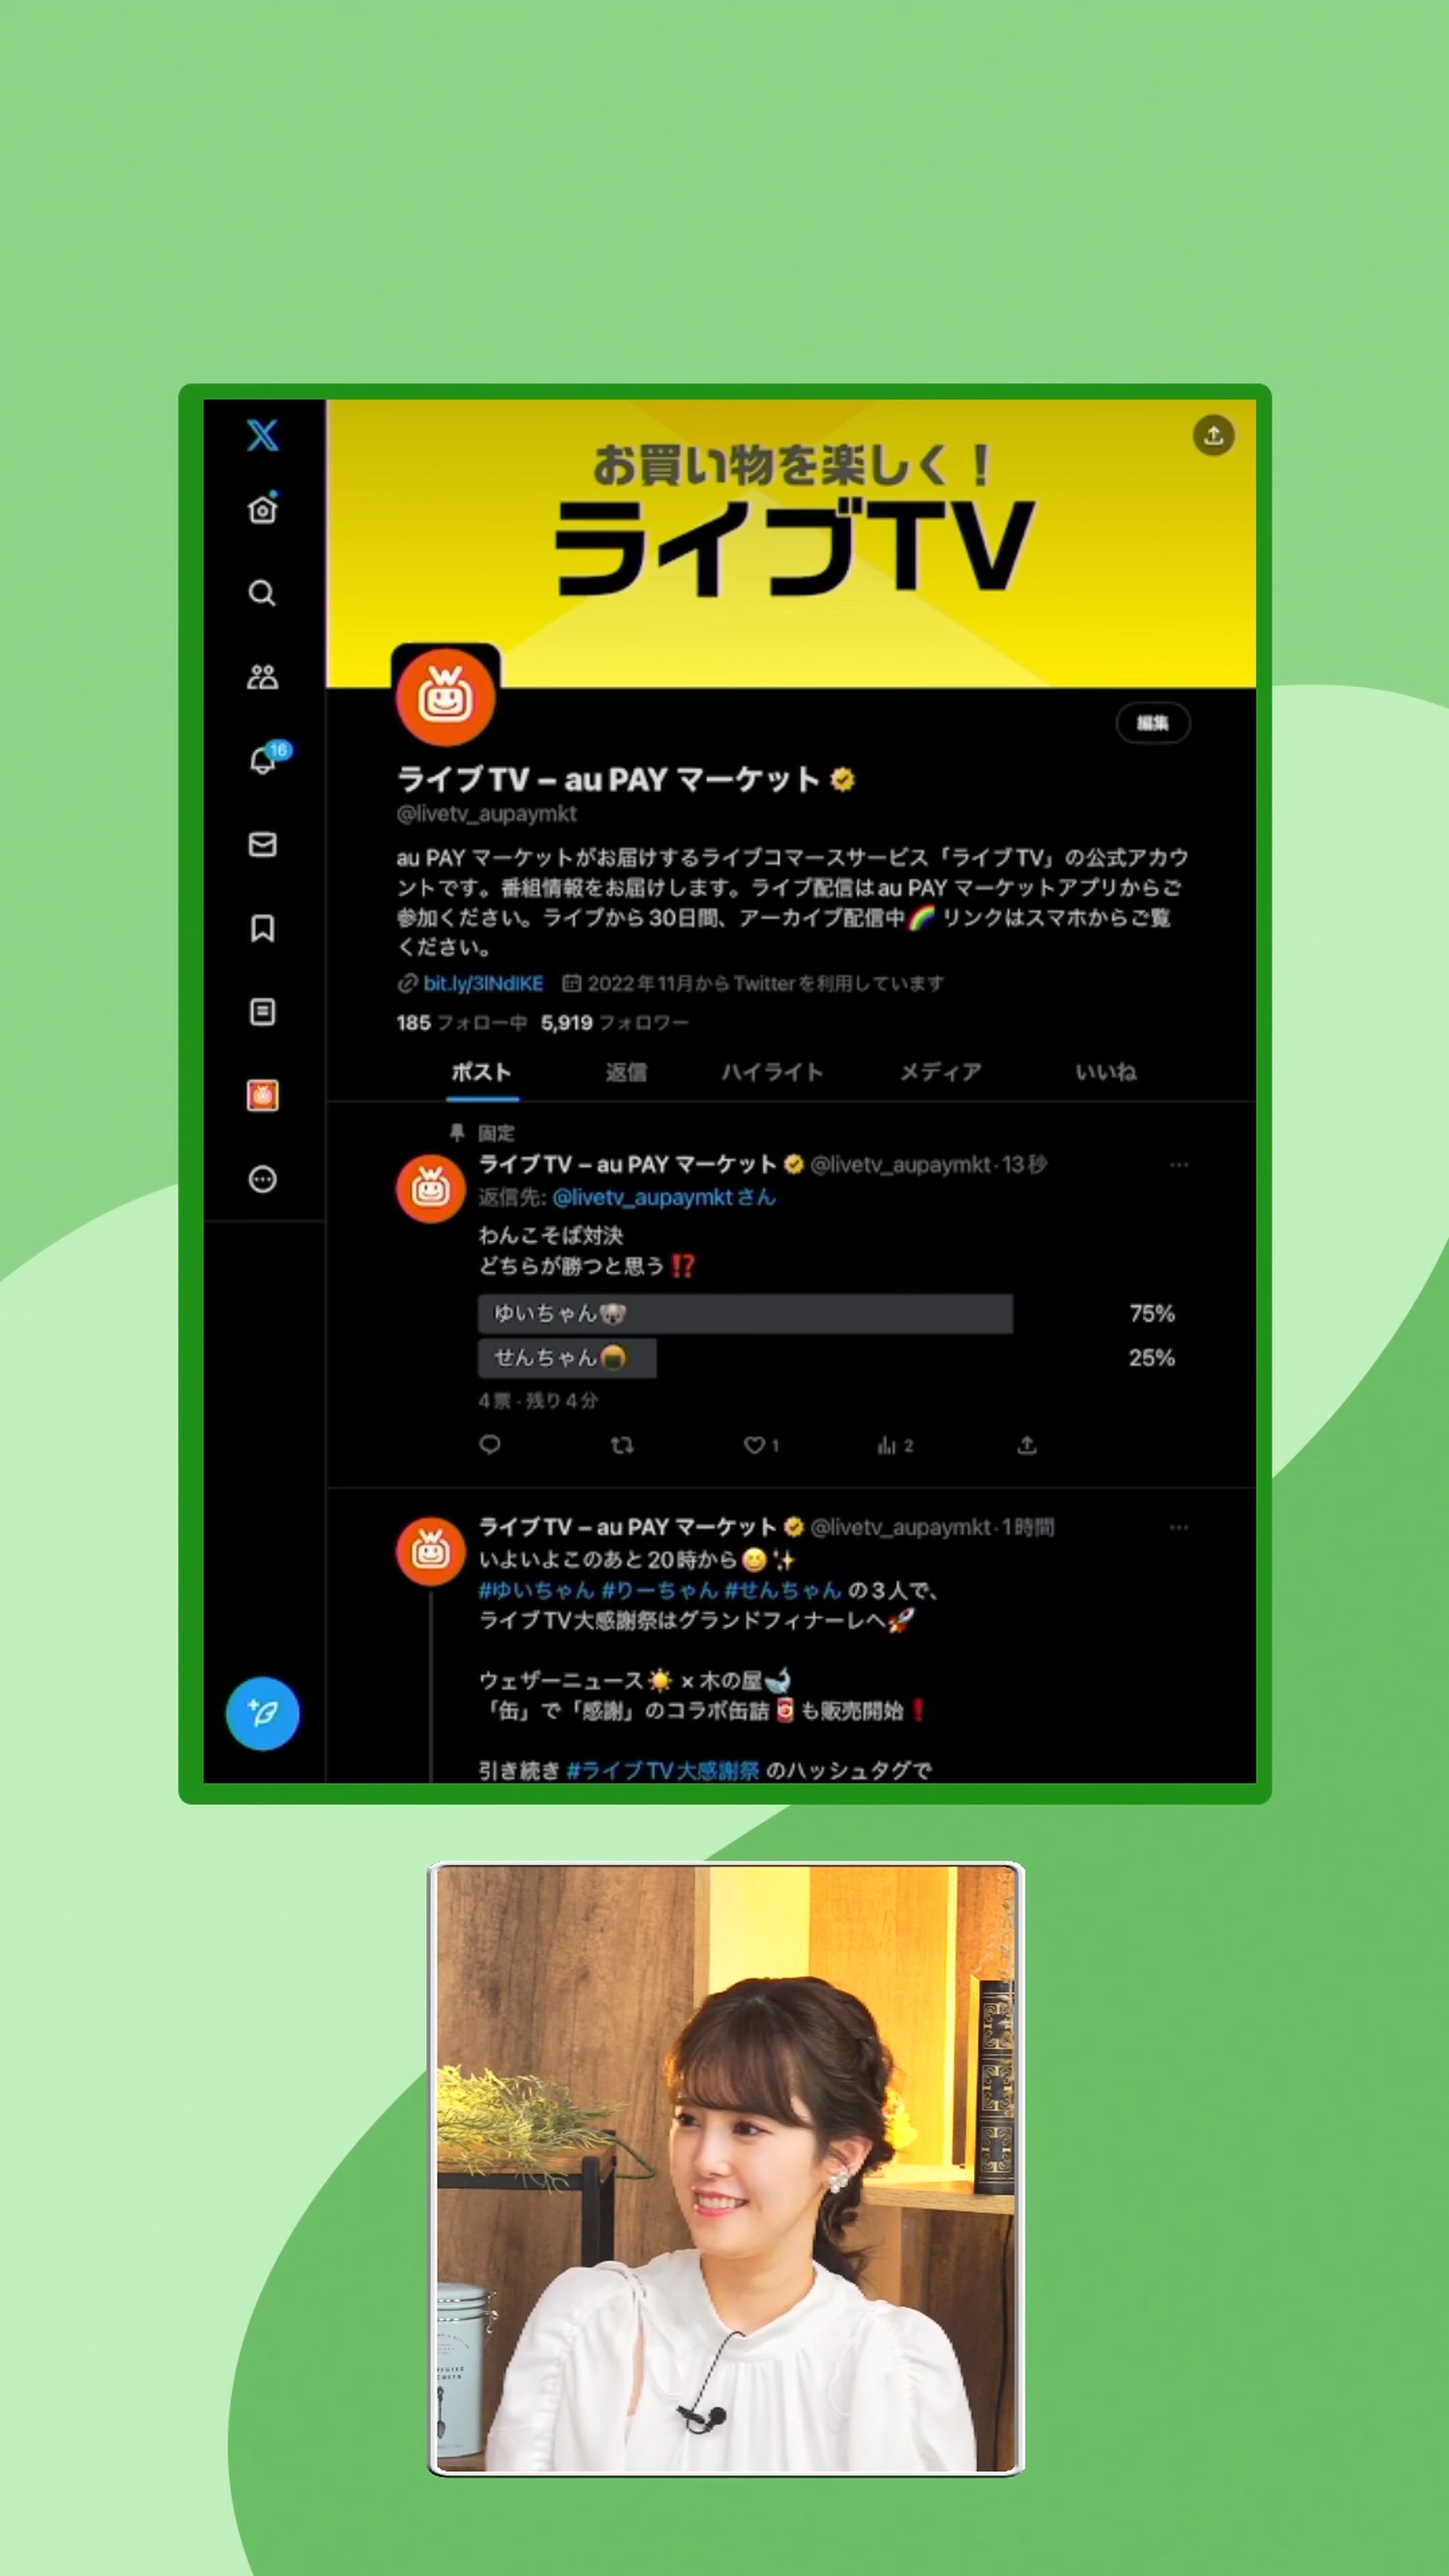 お買い物を楽しく！
ライブTV
16
編集
ライブTV – au PAY マーケット
@livetv_aupaymkt
au PAY マーケットがお届けするライブコマースサービス「ライブTV」の公式アカウ
ントです。番組情報をお届けします。ライブ配信はau PAY マーケットアプリからご
参加ください。ライブから30日間、アーカイブ配信中🌈 リンクはスマホからご覧
ください。
bit.ly/3lNdIKE 2022年11月からTwitterを利用しています
185 フォロー中 5,919 フォロワー
ポスト 返信 ハイライト メディア いいね
固定
ライブTV – au PAY マーケット @livetv_aupaymkt·13秒
返信先: @livetv_aupaymktさん
わんこそば対決
どちらが勝つと思う⁉️
ゆいちゃん🐨 75%
せんちゃん🍘 25%
4票·残り4分
1 2
ライブTV – au PAY マーケット @livetv_aupaymkt·1時間
いよいよこのあと20時から😆✨
#ゆいちゃん #りーちゃん #せんちゃん の3人で、
ライブTV大感謝祭はグランドフィナーレへ🚀
ウェザーニュース☀️×木の屋🐋
「缶」で「感謝」のコラボ缶詰🥫も販売開始❗
引き続き #ライブTV大感謝祭 のハッシュタグで